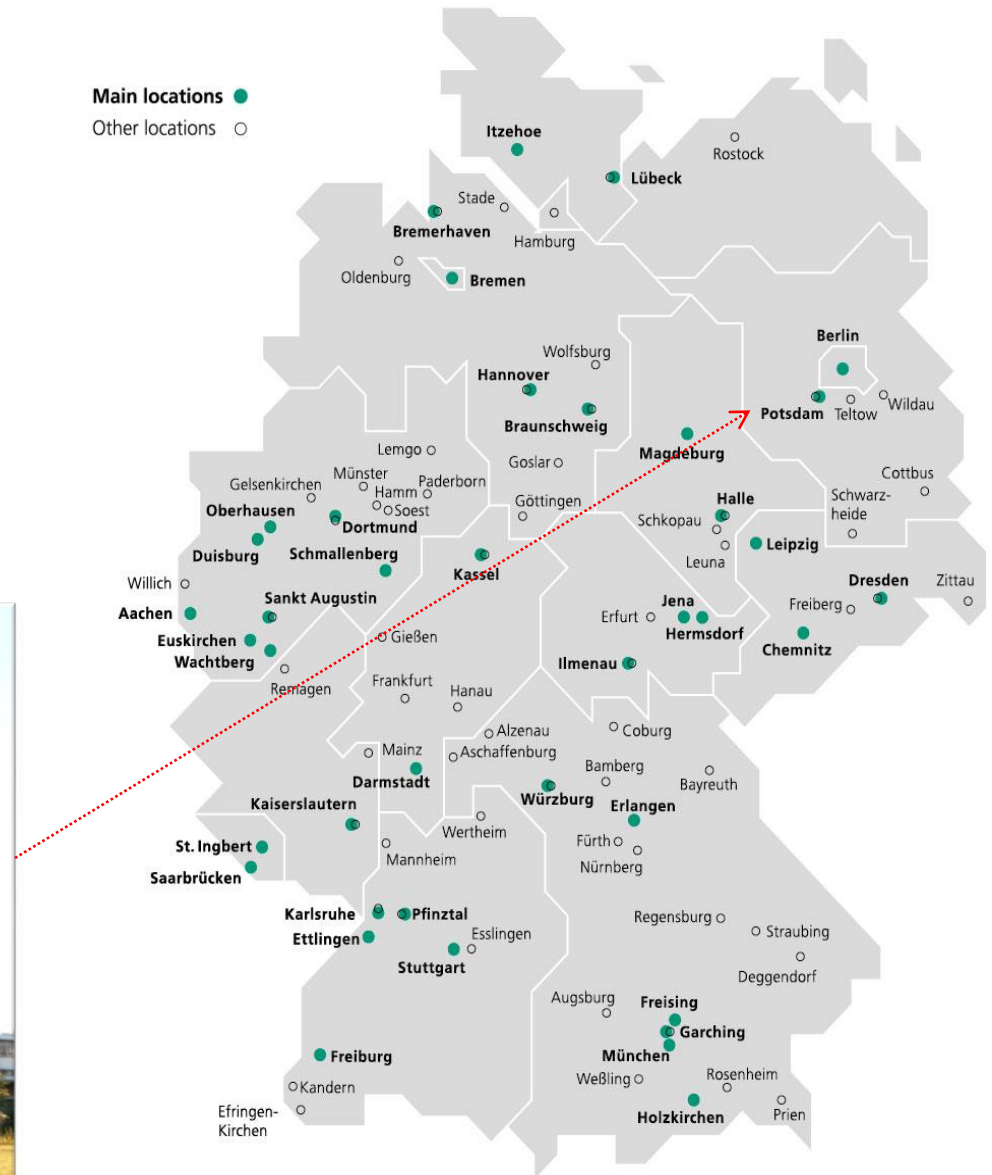 Main locations
Other locations
Itzehoe
Rostock
Lübeck
Stade
Bremerhaven
Hamburg
Oldenburg
Bremen
Berlin
Wolfsburg
Hannover
Potsdam
Teltow
Wildau
Braunschweig
Magdeburg
Lemgo
Goslar
Münster
Paderborn
Cottbus
Gelsenkirchen
Hamm
Soest
Göttingen
Halle
Schwarz-
heide
Oberhausen
Dortmund
Schkopau
Duisburg
Leipzig
Schmallenberg
Leuna
Kassel
Willich
Dresden
Zittau
Sankt Augustin
Jena
Aachen
Erfurt
Freiberg
Hermsdorf
Euskirchen
Gießen
Chemnitz
Wachtberg
Ilmenau
Remagen
Frankfurt
Hanau
Coburg
Alzenau
Mainz
Aschaffenburg
Bamberg
Bayreuth
Darmstadt
Würzburg
Kaiserslautern
Erlangen
Wertheim
St. Ingbert
Mannheim
Fürth
Nürnberg
Saarbrücken
Karlsruhe
Pfinztal
Regensburg
Straubing
Ettlingen
Esslingen
Stuttgart
Deggendorf
Augsburg
Freising
Garching
Freiburg
München
Weßling
Rosenheim
Kandern
Holzkirchen
Prien
Efringen-
Kirchen